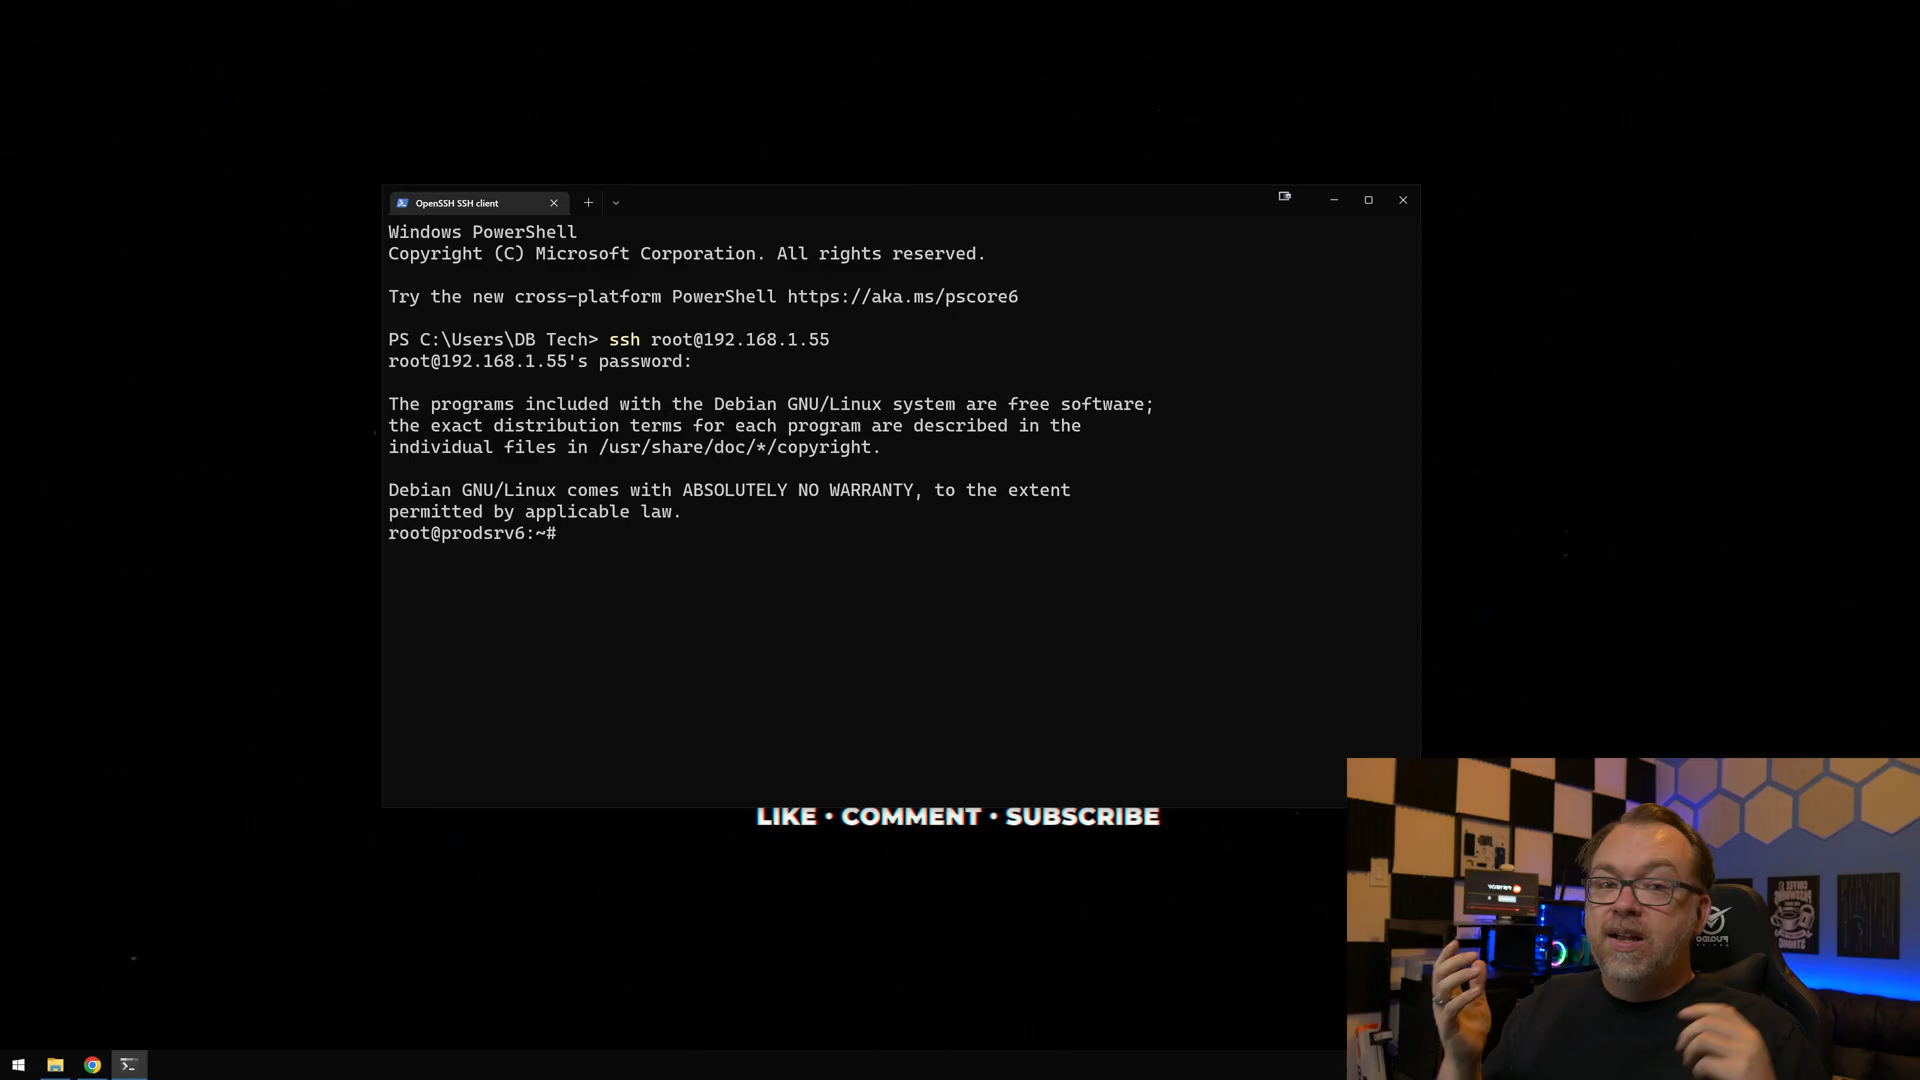 OpenSSH SSH client
Windows PowerShell
Copyright (C) Microsoft Corporation. All rights reserved.
Try the new cross-platform PowerShell https://aka.ms/pscore6
PS C:\Users\DB Tech> ssh root@192.168.1.55
root@192.168.1.55's password:
The programs included with the Debian GNU/Linux system are free software;
the exact distribution terms for each program are described in the
individual files in /usr/share/doc/*/copyright.
Debian GNU/Linux comes with ABSOLUTELY NO WARRANTY, to the extent
permitted by applicable law.
root@prodsrv6:~#
LIKE • COMMENT • SUBSCRIBE
COFFEE
STRONG